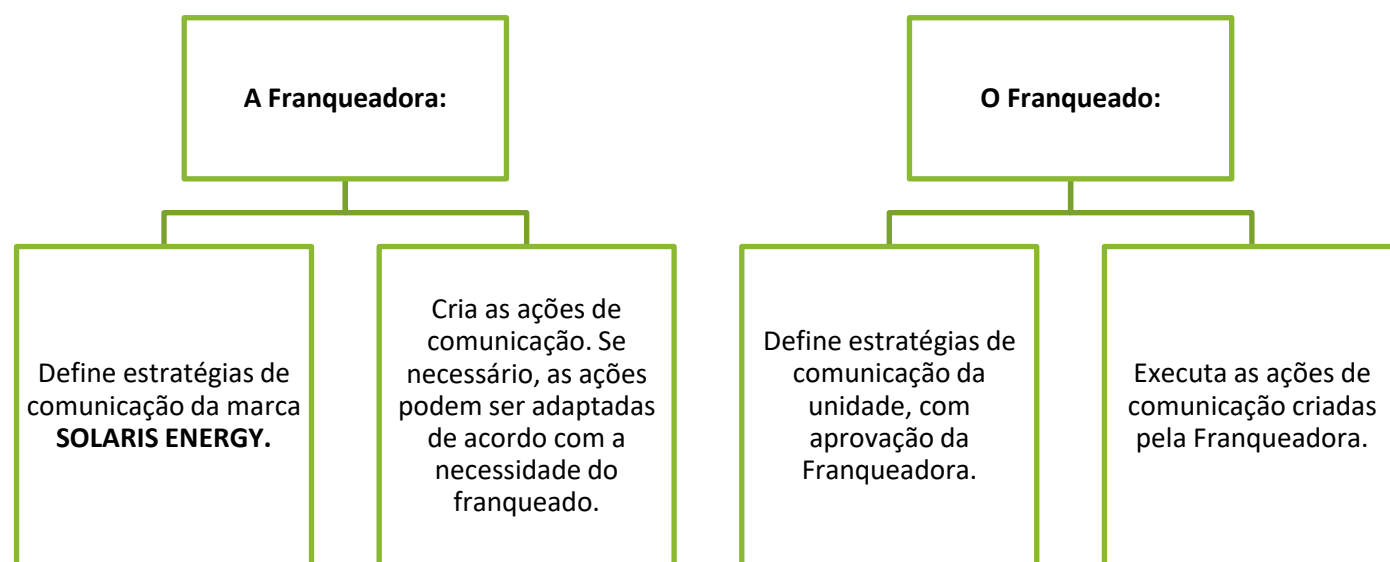 A Franqueadora:
O Franqueado:
Define estratégias de
comunicação da marca
SOLARIS ENERGY.
Cria as ações de
comunicação. Se
necessário, as ações
podem ser adaptadas
de acordo com a
necessidade do
franqueado.
Define estratégias de
comunicação da
unidade, com
aprovação da
Franqueadora.
Executa as ações de
comunicação criadas
pela Franqueadora.